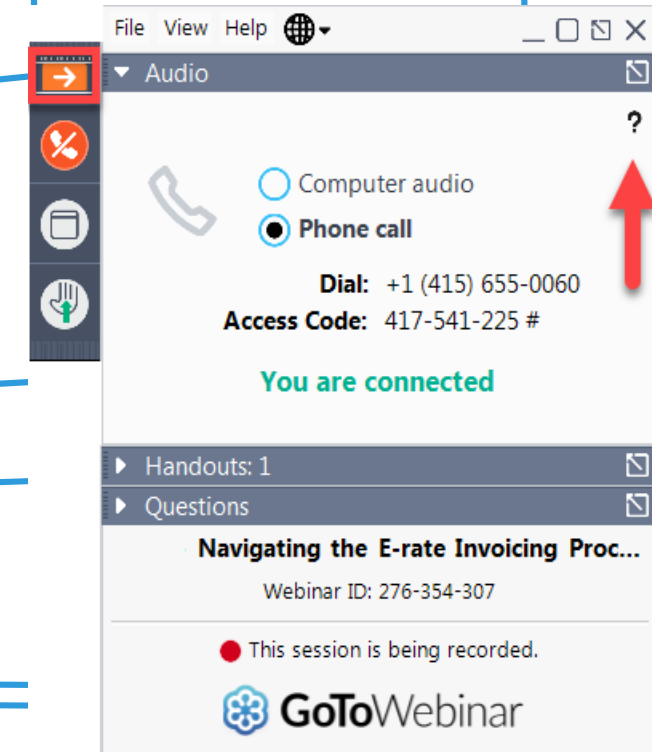 File View Help
Audio
?
Computer audio
Phone call
Dial: +1 (415) 655-0060
Access Code: 417-541-225 #
You are connected
Handouts: 1
Questions
Navigating the E-rate Invoicing Proc...
Webinar ID: 276-354-307
This session is being recorded.
GoToWebinar